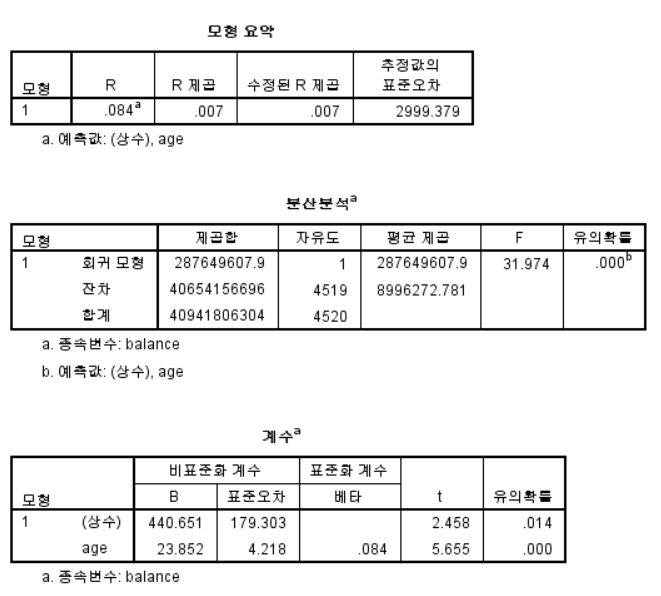 모형 요약
모형 R R 제곱 수정된 R 제곱 추정값의 표준오차
1 .084a .007 .007 2999.379
a. 예측값: (상수), age
분산분석a
모형 제곱합 자유도 평균 제곱 F 유의확률
1 회귀 모형 287649607.9 1 287649607.9 31.974 .000b
잔차 40654156696 4519 8996272.781
합계 40941806304 4520
a. 종속변수: balance
b. 예측값: (상수), age
계수a
모형 비표준화 계수 표준화 계수 t 유의확률
B 표준오차 베타
1 (상수) 440.651 179.303 2.458 .014
age 23.852 4.218 .084 5.655 .000
a. 종속변수: balance